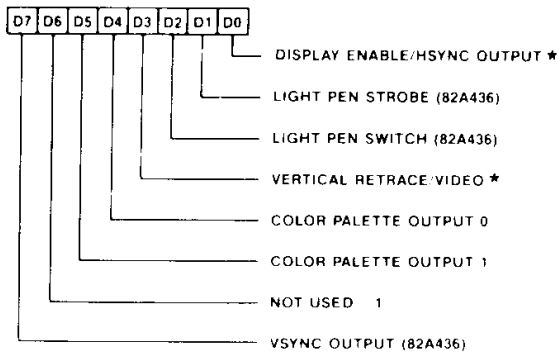 D7 D6 D5 D4 D3 D2 D1 D0
DISPLAY ENABLE/HSYNC OUTPUT ★
LIGHT PEN STROBE (82A436)
LIGHT PEN SWITCH (82A436)
VERTICAL RETRACE/VIDEO ★
COLOR PALETTE OUTPUT 0
COLOR PALETTE OUTPUT 1
NOT USED 1
VSYNC OUTPUT (82A436)